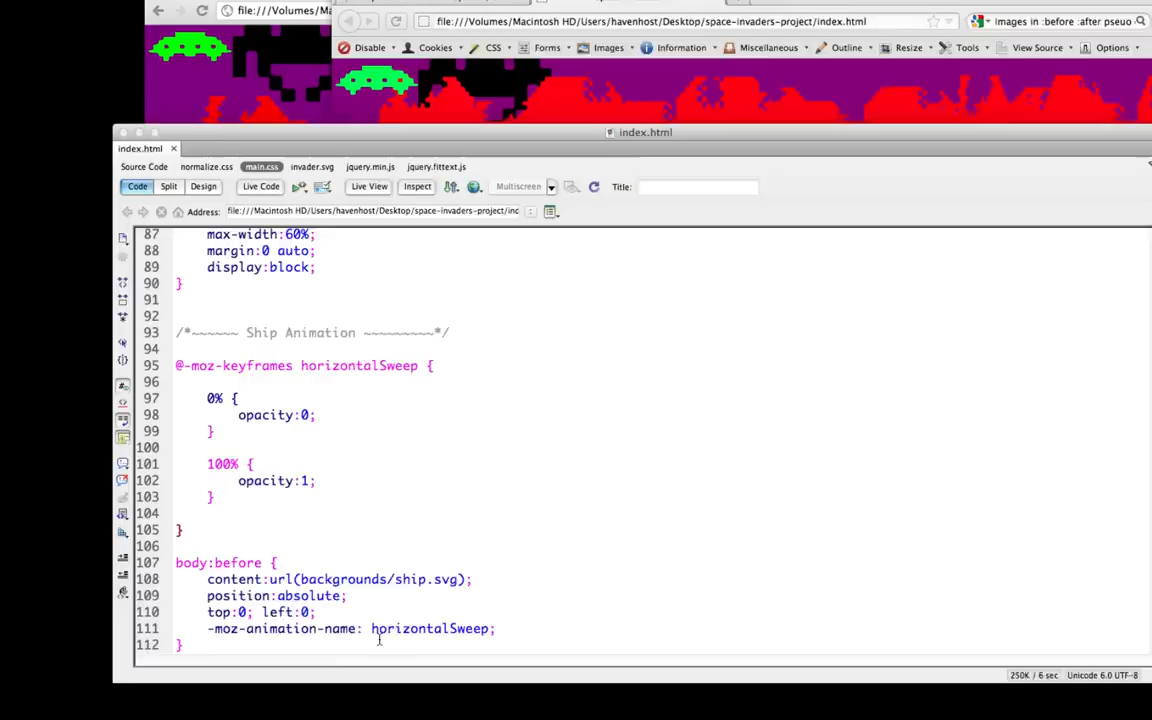 file:///Volumes/Ma
file:///Volumes/Macintosh HD/Users/havenhost/Desktop/space-invaders-project/index.html
Images in :before :after pseuo
Disable Cookies CSS Forms Images Information Miscellaneous Outline Resize Tools View Source Options
index.html
index.html
Source Code normalize.css main.css invader.svg jquery.min.js jquery.fittext.js
Code Split Design Live Code Live View Inspect Multiscreen Title:
Address: file:///Macintosh HD/Users/havenhost/Desktop/space-invaders-project/inc
87 max-width:60%;
88 margin:0 auto;
89 display:block;
90 }
91
92
93 /*~~~~~~ Ship Animation ~~~~~~~~~*/
94
95 @-moz-keyframes horizontalSweep {
96
97 0% {
98 opacity:0;
99 }
100
101 100% {
102 opacity:1;
103 }
104
105 }
106
107 body:before {
108 content:url(backgrounds/ship.svg);
109 position:absolute;
110 top:0; left:0;
111 -moz-animation-name: horizontalSweep;
112 }
250K / 6 sec Unicode 6.0 UTF-8